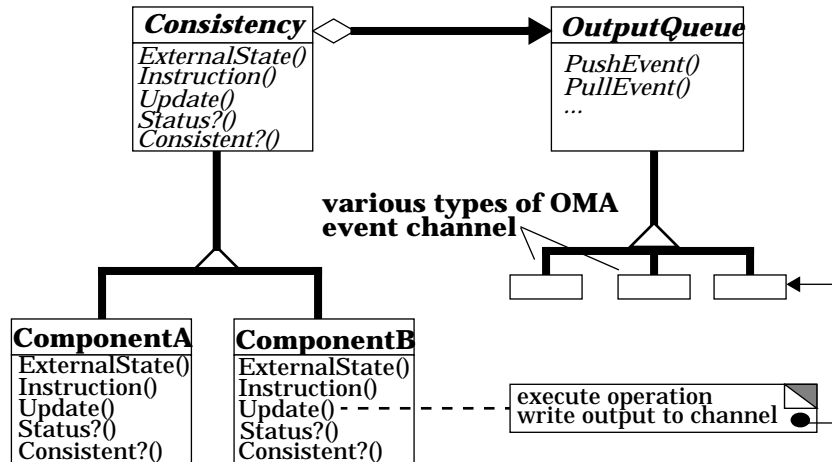 Consistency
ExternalState()
Instruction()
Update()
Status?()
Consistent?()
OutputQueue
PushEvent()
PullEvent()
...
various types of OMA
event channel
ComponentA
ExternalState()
Instruction()
Update()
Status?()
Consistent?()
ComponentB
ExternalState()
Instruction()
Update()
Status?()
Consistent?()
execute operation
write output to channel